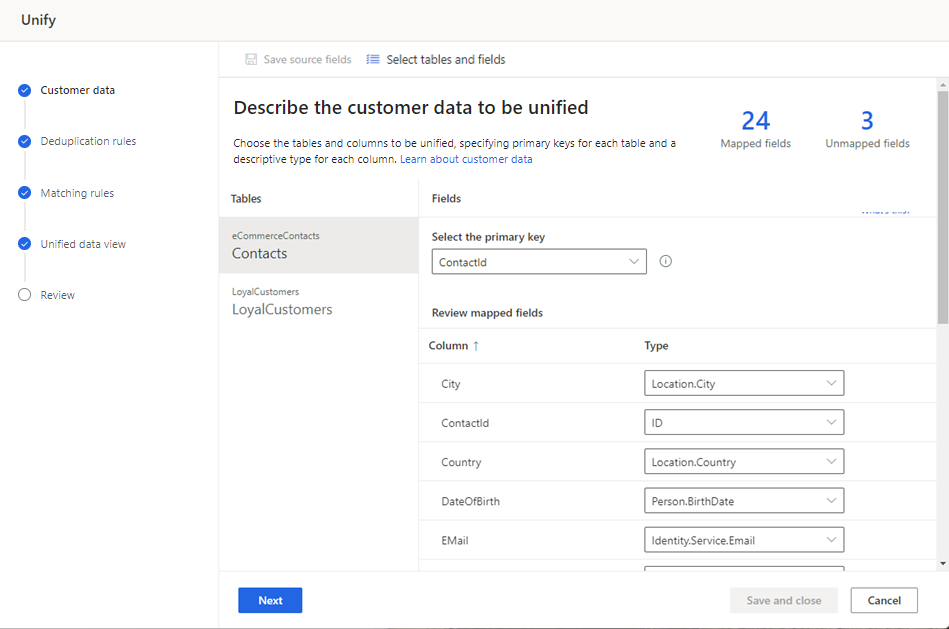 Unify
Save source fields
Select tables and fields
Customer data
Deduplication rules
Matching rules
Unified data view
Review
Describe the customer data to be unified
Choose the tables and columns to be unified, specifying primary keys for each table and a
descriptive type for each column. Learn about customer data
24
Mapped fields
3
Unmapped fields
Tables
Fields
eCommerceContacts
Contacts
LoyalCustomers
LoyalCustomers
Select the primary key
ContactId
Review mapped fields
Column ↑
Type
City
Location.City
ContactId
ID
Country
Location.Country
DateOfBirth
Person.BirthDate
EMail
Identity.Service.Email
Next
Save and close
Cancel